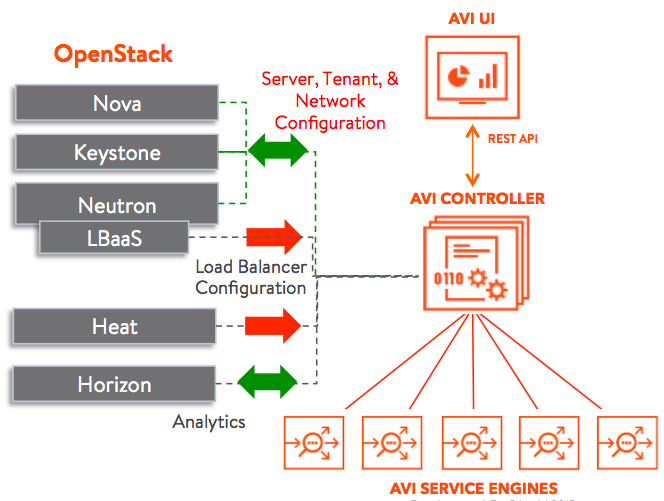 AVI UI
OpenStack
Server, Tenant, &
Network
Configuration
Nova
Keystone
Neutron
LBaaS
REST API
AVI CONTROLLER
0110
Load Balancer
Configuration
Heat
Horizon
Analytics
AVI SERVICE ENGINES